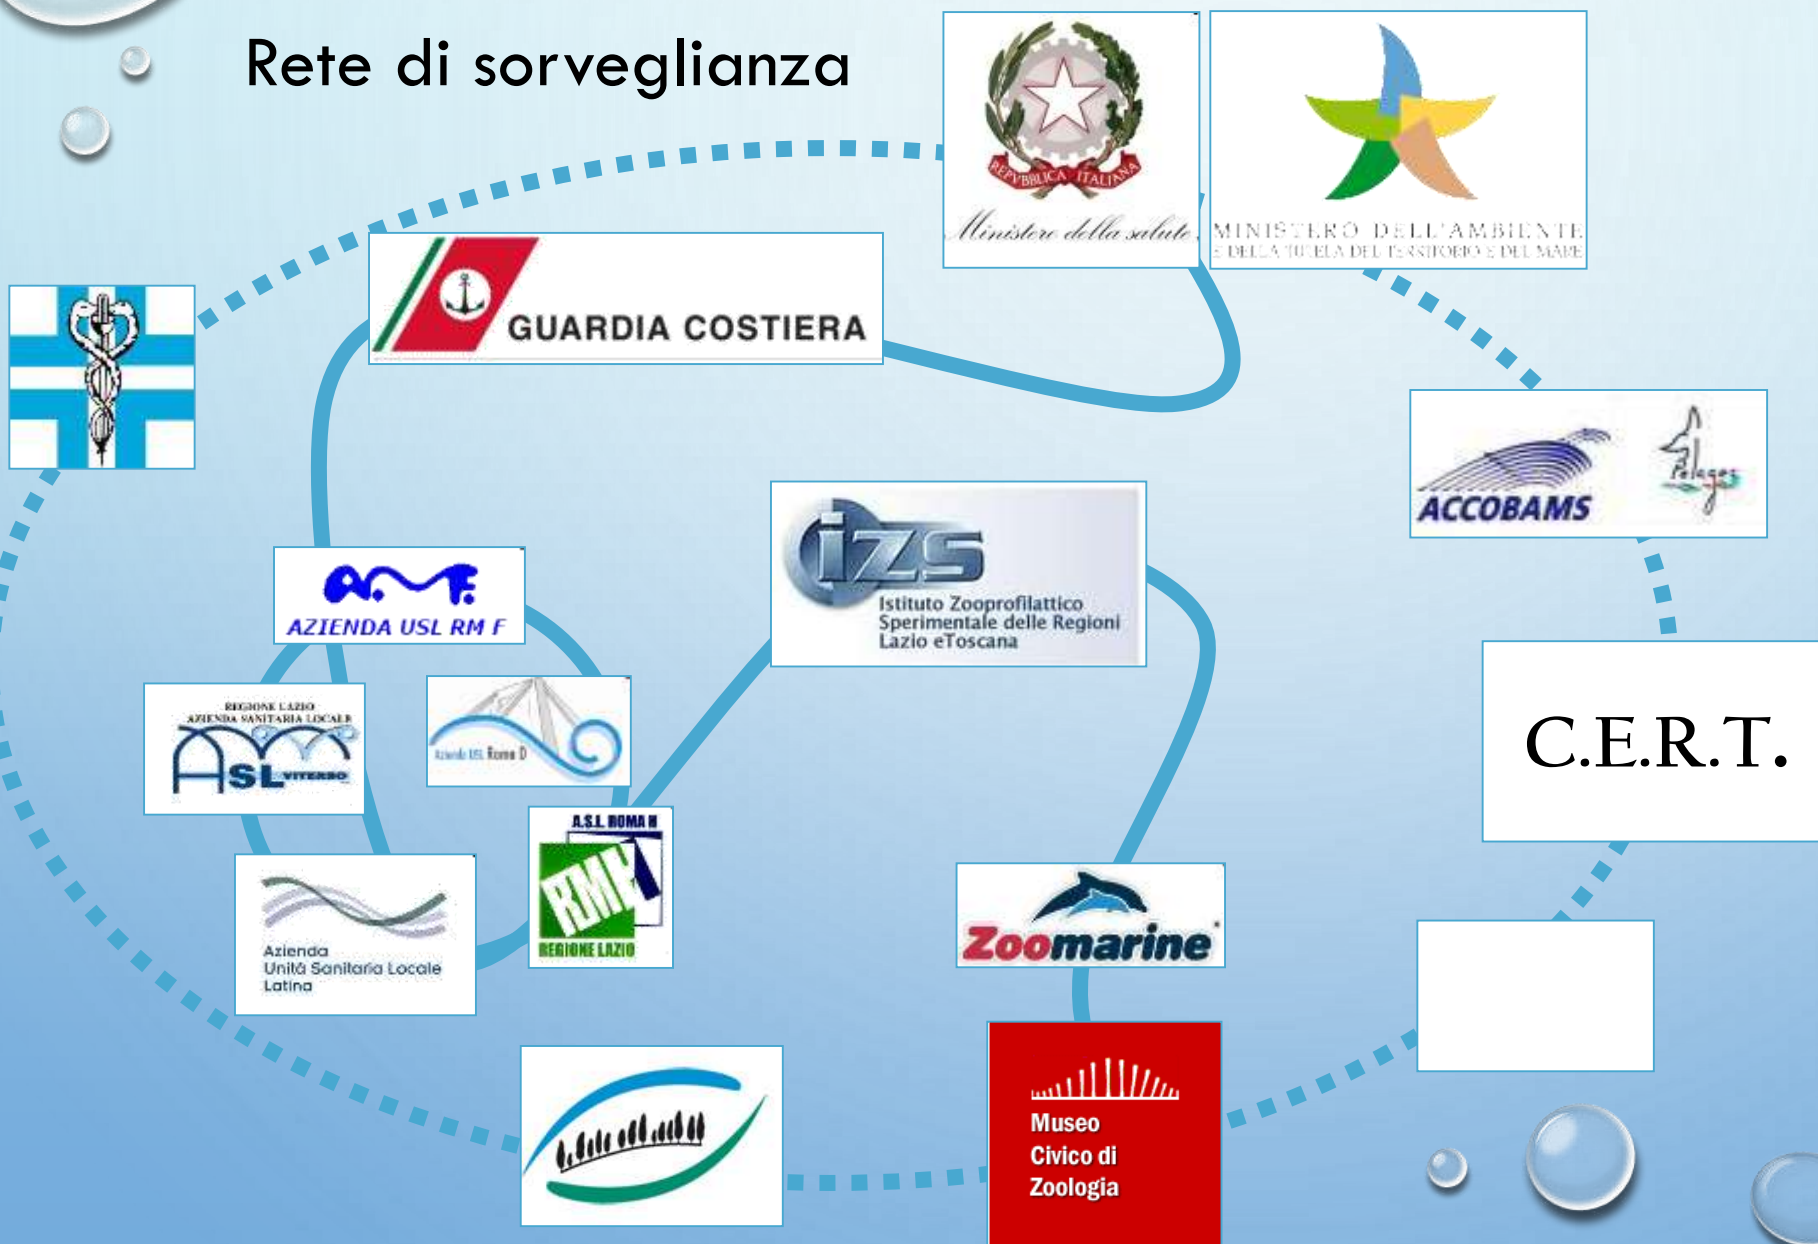 Rete di sorveglianza
REPVBBLICA ITALIANA
Ministero della salute
MINISTERO DELL'AMBIENTE
E DELLA TUTELA DEL TERRITORIO E DEL MARE
GUARDIA COSTIERA
ACCOBAMS
Pelagos
izs
Istituto Zooprofilattico
Sperimentale delle Regioni
Lazio eToscana
AZIENDA USL RM F
REGIONE LAZIO
AZIENDA SANITARIA LOCALE
ASL VITERBO
Azienda USL Roma D
C.E.R.T.
A.S.L. ROMA H
RMH
REGIONE LAZIO
Azienda
Unità Sanitaria Locale
Latina
Zoomarine
Museo
Civico di
Zoologia